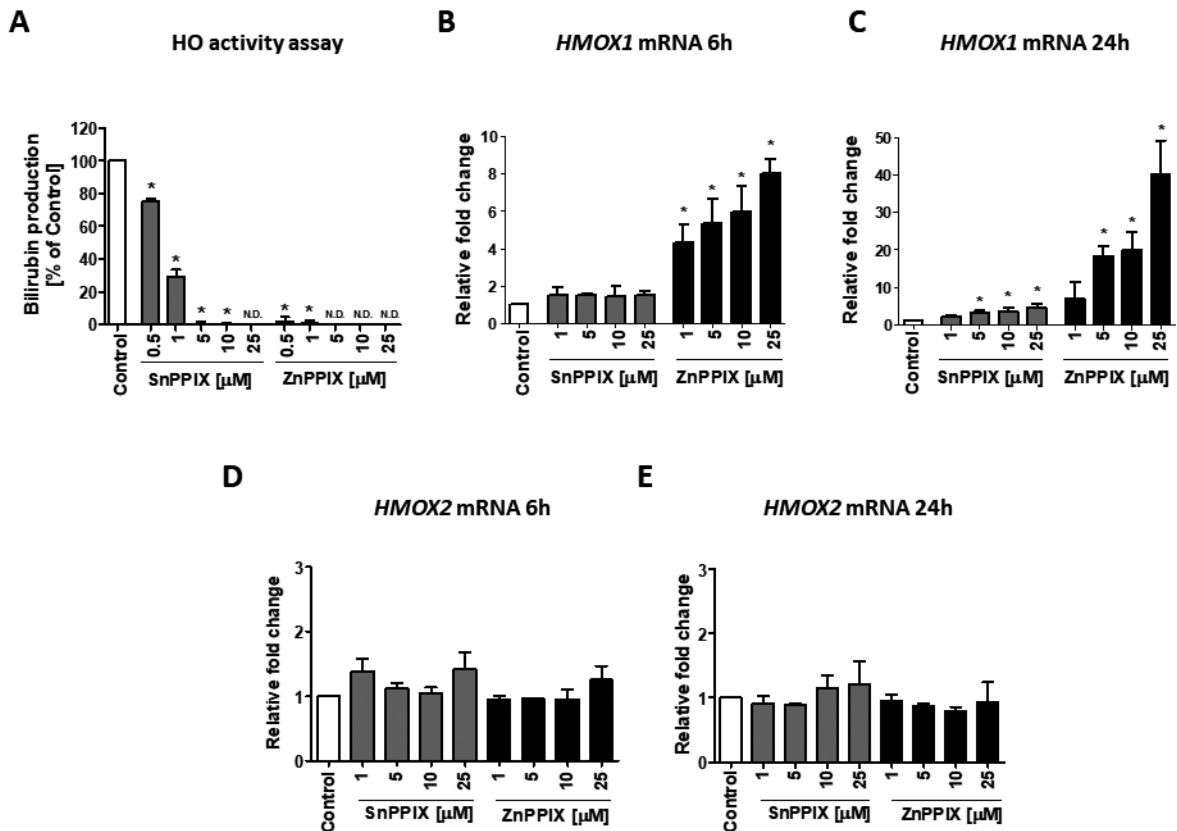 A
HO activity assay
Bilirubin production
[% of Control]
120
100
80
60
40
20
0
*
*
*
*
N.D.
*
*
N.D.
N.D.
N.D.
Control
0.5
1
5
10
25
0.5
1
5
10
25
SnPPIX [μM]
ZnPPIX [μM]
B
HMOX1 mRNA 6h
Relative fold change
10
8
6
4
2
0
*
*
*
*
Control
1
5
10
25
1
5
10
25
SnPPIX [μM]
ZnPPIX [μM]
C
HMOX1 mRNA 24h
Relative fold change
50
40
30
20
10
0
*
*
*
*
*
*
Control
1
5
10
25
1
5
10
25
SnPPIX [μM]
ZnPPIX [μM]
D
HMOX2 mRNA 6h
Relative fold change
3
2
1
0
Control
1
5
10
25
1
5
10
25
SnPPIX [μM]
ZnPPIX [μM]
E
HMOX2 mRNA 24h
Relative fold change
3
2
1
0
Control
1
5
10
25
1
5
10
25
SnPPIX [μM]
ZnPPIX [μM]